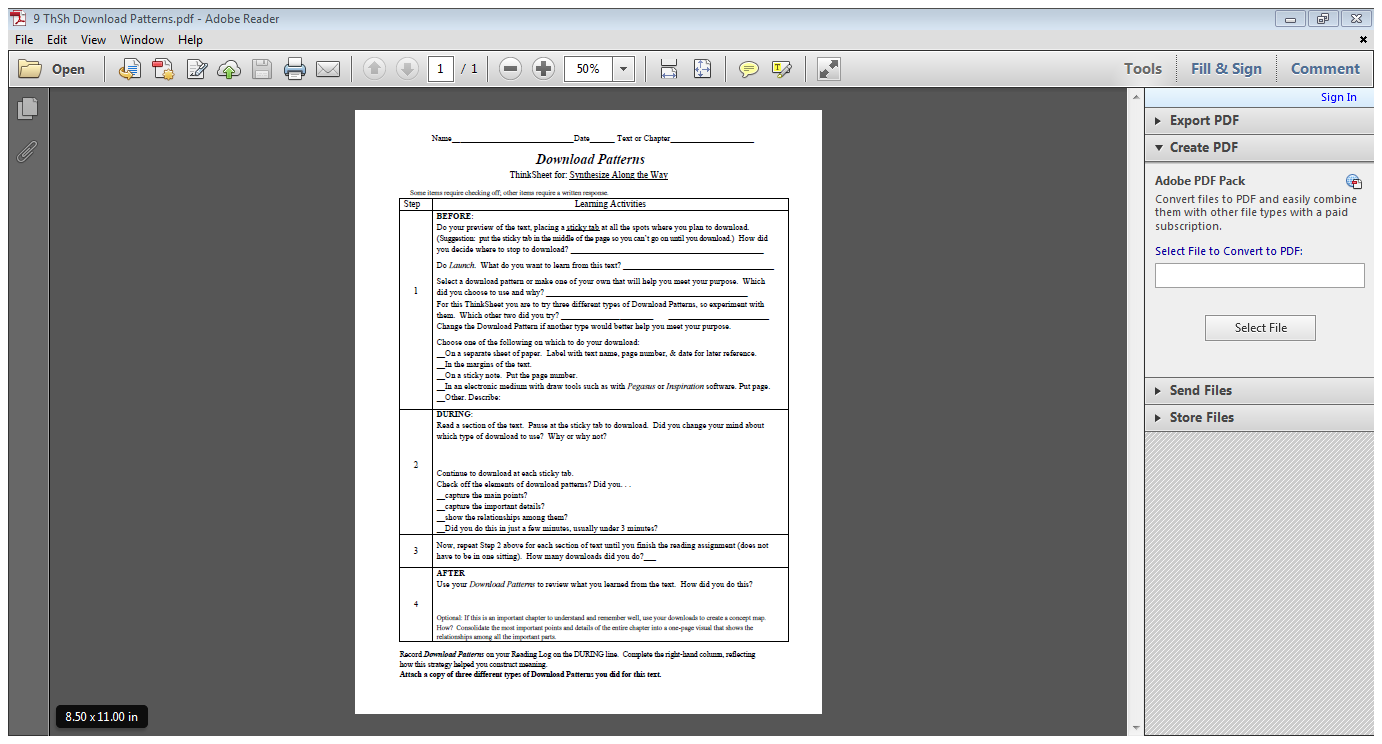 9 ThSh Download Patterns.pdf - Adobe Reader
File Edit View Window Help
Open 1 / 1 50% Tools Fill & Sign Comment
Sign In
Export PDF
Create PDF
Adobe PDF Pack
Convert files to PDF and easily combine
them with other file types with a paid
subscription.
Select File to Convert to PDF:
Select File
Send Files
Store Files
Name Date Text or Chapter
Download Patterns
ThinkSheet for: Synthesize Along the Way
Some items require checking off; other items require a written response.
Step Learning Activities
BEFORE:
Do your preview of the text, placing a sticky tab at all the spots where you plan to download.
(Suggestion: put the sticky tab in the middle of the page so you can't go on until you download.) How did
you decide where to stop to download?
Do Launch. What do you want to learn from this text?
Select a download pattern or make one of your own that will help you meet your purpose. Which
1 did you choose to use and why?
For this ThinkSheet you are to try three different types of Download Patterns, so experiment with
them. Which other two did you try?
Change the Download Pattern if another type would better help you meet your purpose.
Choose one of the following on which to do your download:
__On a separate sheet of paper. Label with text name, page number, & date for later reference.
__In the margins of the text.
__On a sticky note. Put the page number.
__In an electronic medium with draw tools such as with Pegasus or Inspiration software. Put page.
__Other. Describe:
DURING:
Read a section of the text. Pause at the sticky tab to download. Did you change your mind about
which type of download to use? Why or why not?
2
Continue to download at each sticky tab.
Check off the elements of download patterns? Did you. . .
__capture the main points?
__capture the important details?
__show the relationships among them?
__Did you do this in just a few minutes, usually under 3 minutes?
3 Now, repeat Step 2 above for each section of text until you finish the reading assignment (does not
have to be in one sitting). How many downloads did you do?___
AFTER
Use your Download Patterns to review what you learned from the text. How did you do this?
4
Optional: If this is an important chapter to understand and remember well, use your downloads to create a concept map.
How? Consolidate the most important points and details of the entire chapter into a one-page visual that shows the
relationships among all the important parts.
Record Download Patterns on your Reading Log on the DURING line. Complete the right-hand column, reflecting
how this strategy helped you construct meaning.
Attach a copy of three different types of Download Patterns you did for this text.
8.50 x 11.00 in